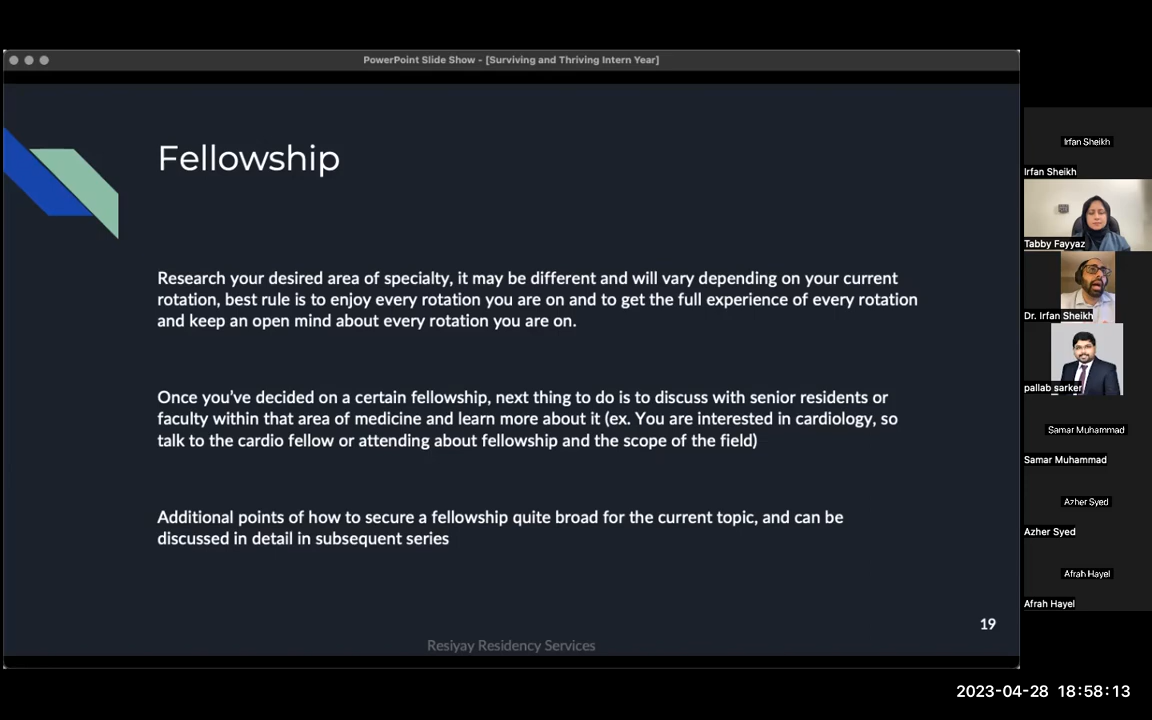 PowerPoint Slide Show - [Surviving and Thriving Intern Year]
Fellowship
Research your desired area of specialty, it may be different and will vary depending on your current
rotation, best rule is to enjoy every rotation you are on and to get the full experience of every rotation
and keep an open mind about every rotation you are on.
Once you've decided on a certain fellowship, next thing to do is to discuss with senior residents or
faculty within that area of medicine and learn more about it (ex. You are interested in cardiology, so
talk to the cardio fellow or attending about fellowship and the scope of the field)
Additional points of how to secure a fellowship quite broad for the current topic, and can be
discussed in detail in subsequent series
19
Resiyay Residency Services
Irfan Sheikh
Irfan Sheikh
Tabby Fayyaz
Dr. Irfan Sheikh
pallab sarker
Samar Muhammad
Samar Muhammad
Azher Syed
Azher Syed
Afrah Hayel
Afrah Hayel
2023-04-28 18:58:13